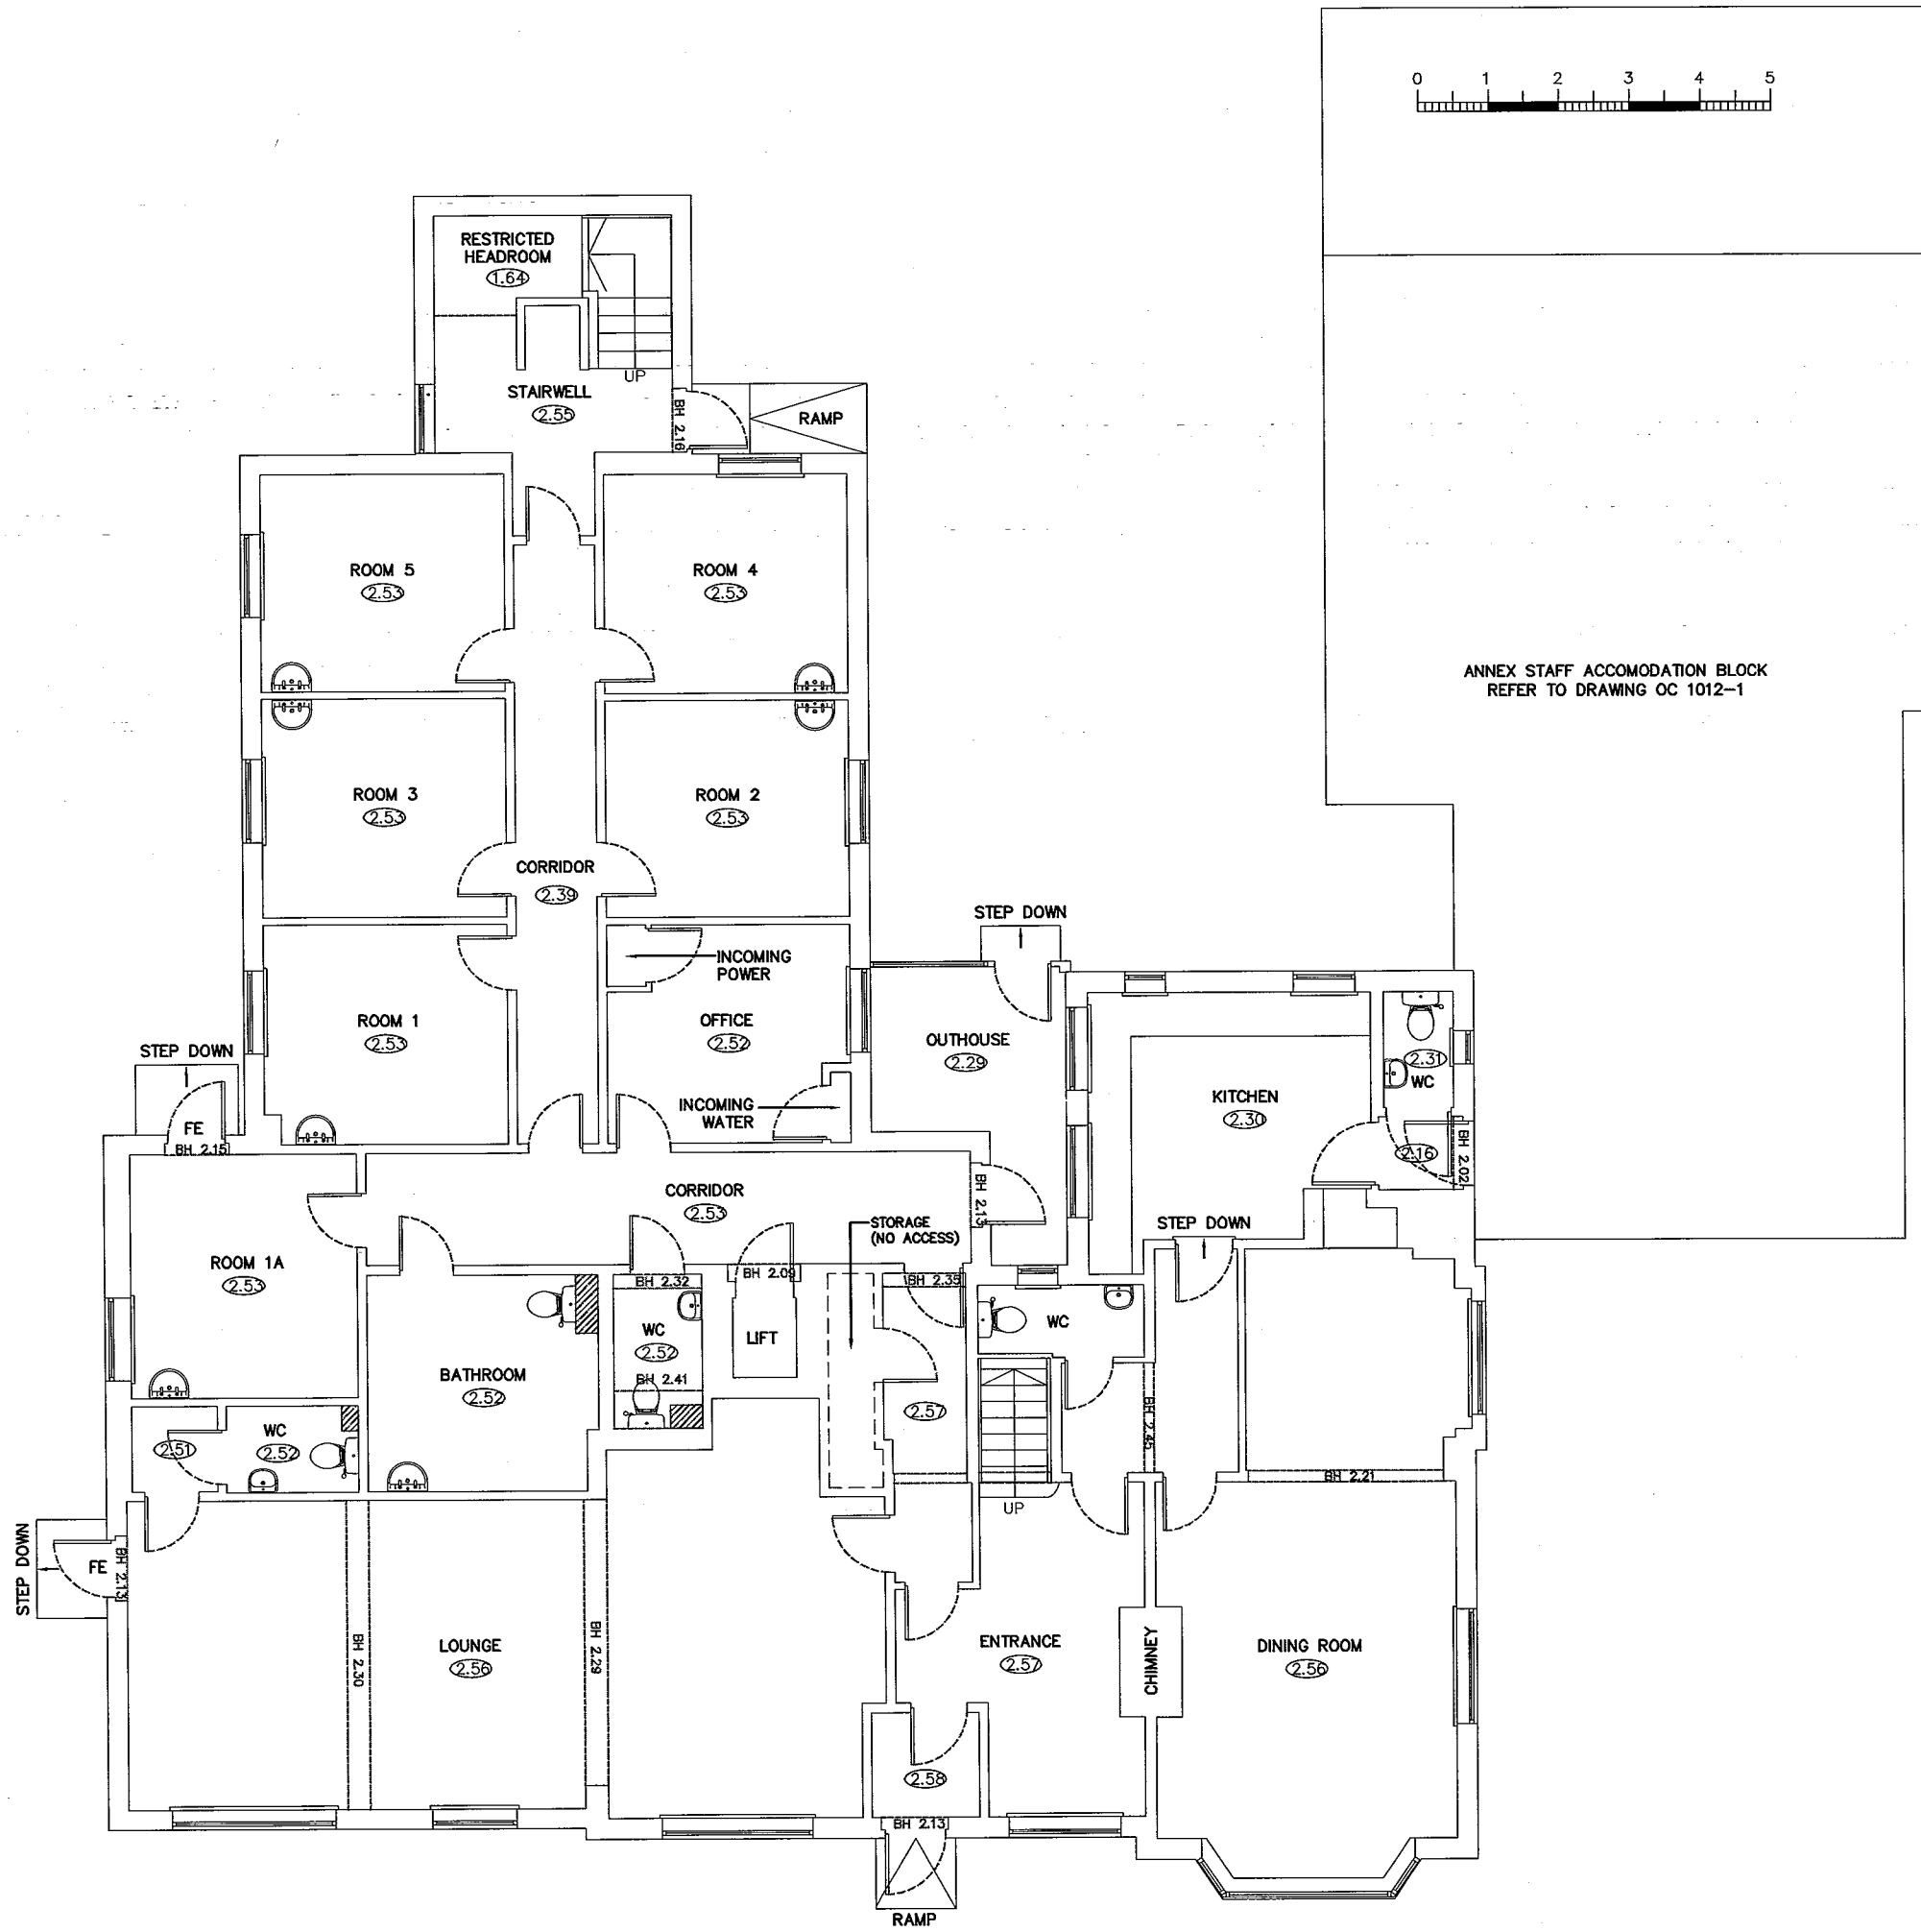 0 1 2 3 4 5
RESTRICTED
HEADROOM
1.64
UP
STAIRWELL
2.55
BH 2.16
RAMP
ROOM 5
2.53
ROOM 4
2.53
ANNEX STAFF ACCOMODATION BLOCK
REFER TO DRAWING OC 1012-1
ROOM 3
2.53
ROOM 2
2.53
CORRIDOR
2.39
STEP DOWN
INCOMING
POWER
ROOM 1
2.53
OFFICE
2.52
OUTHOUSE
2.29
STEP DOWN
FE
BH 2.15
INCOMING
WATER
KITCHEN
2.30
2.31
WC
2.16
BH 2.02
CORRIDOR
2.53
BH 2.13
STORAGE
(NO ACCESS)
STEP DOWN
ROOM 1A
2.53
BH 2.32
BH 2.09
BH 2.35
WC
2.52
BH 2.41
LIFT
WC
BATHROOM
2.52
2.57
BH 2.45
2.51
WC
2.52
BH 2.21
UP
STEP DOWN
FE
BH 2.13
BH 2.30
LOUNGE
2.56
BH 2.29
ENTRANCE
2.57
CHIMNEY
DINING ROOM
2.56
2.58
BH 2.13
RAMP